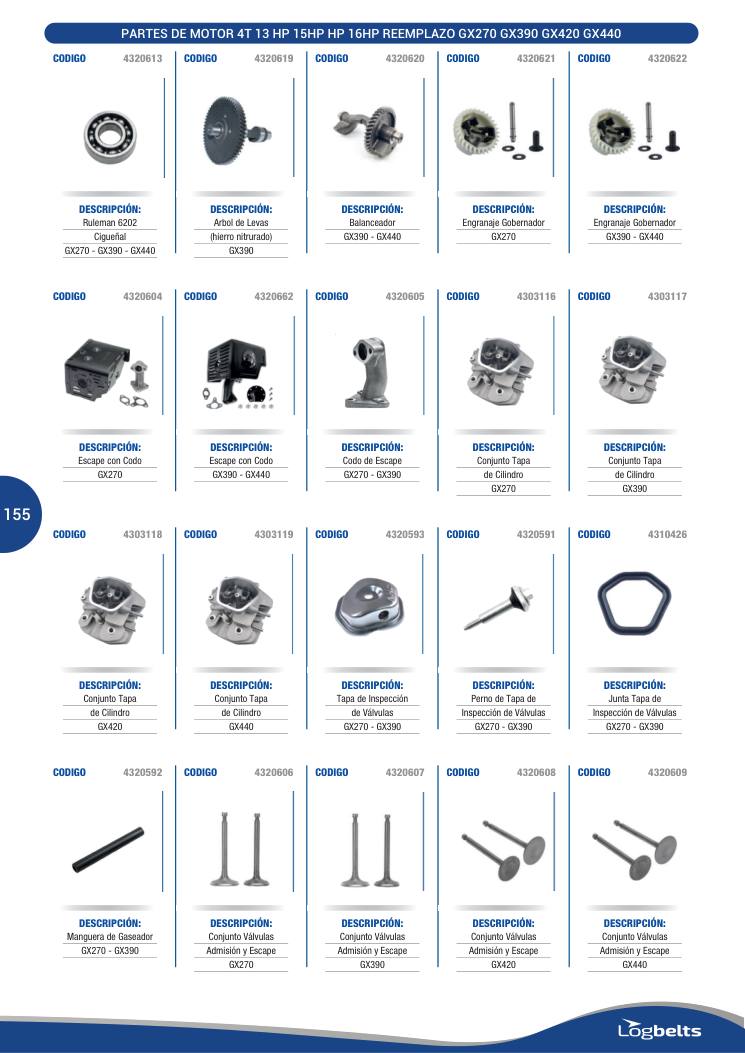 PARTES DE MOTOR 4T 13 HP 15HP HP 16HP REEMPLAZO GX270 GX390 GX420 GX440
CODIGO 4320613
DESCRIPCIÓN:
Ruleman 6202
Cigueñal
GX270 - GX390 - GX440
CODIGO 4320619
DESCRIPCIÓN:
Arbol de Levas
(hierro nitrurado)
GX390
CODIGO 4320620
DESCRIPCIÓN:
Balanceador
GX390 - GX440
CODIGO 4320621
DESCRIPCIÓN:
Engranaje Gobernador
GX270
CODIGO 4320622
DESCRIPCIÓN:
Engranaje Gobernador
GX390 - GX440
CODIGO 4320604
DESCRIPCIÓN:
Escape con Codo
GX270
CODIGO 4320662
DESCRIPCIÓN:
Escape con Codo
GX390 - GX440
CODIGO 4320605
DESCRIPCIÓN:
Codo de Escape
GX270 - GX390
CODIGO 4303116
DESCRIPCIÓN:
Conjunto Tapa
de Cilindro
GX270
CODIGO 4303117
DESCRIPCIÓN:
Conjunto Tapa
de Cilindro
GX390
155
CODIGO 4303118
DESCRIPCIÓN:
Conjunto Tapa
de Cilindro
GX420
CODIGO 4303119
DESCRIPCIÓN:
Conjunto Tapa
de Cilindro
GX440
CODIGO 4320593
DESCRIPCIÓN:
Tapa de Inspección
de Válvulas
GX270 - GX390
CODIGO 4320591
DESCRIPCIÓN:
Perno de Tapa de
Inspección de Válvulas
GX270 - GX390
CODIGO 4310426
DESCRIPCIÓN:
Junta Tapa de
Inspección de Válvulas
GX270 - GX390
CODIGO 4320592
DESCRIPCIÓN:
Manguera de Gaseador
GX270 - GX390
CODIGO 4320606
DESCRIPCIÓN:
Conjunto Válvulas
Admisión y Escape
GX270
CODIGO 4320607
DESCRIPCIÓN:
Conjunto Válvulas
Admisión y Escape
GX390
CODIGO 4320608
DESCRIPCIÓN:
Conjunto Válvulas
Admisión y Escape
GX420
CODIGO 4320609
DESCRIPCIÓN:
Conjunto Válvulas
Admisión y Escape
GX440
Logbelts